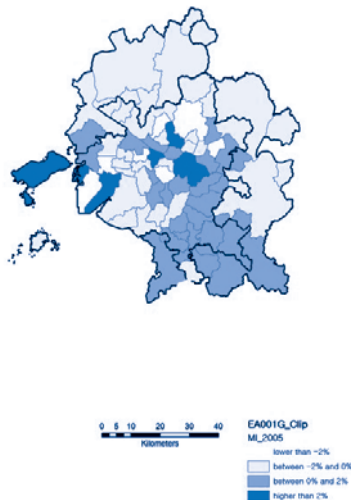 0 5 10 20 30 40
Kilometers
EA001G_Clip
MI_2005
lower than -2%
between -2% and 0%
between 0% and 2%
higher than 2%